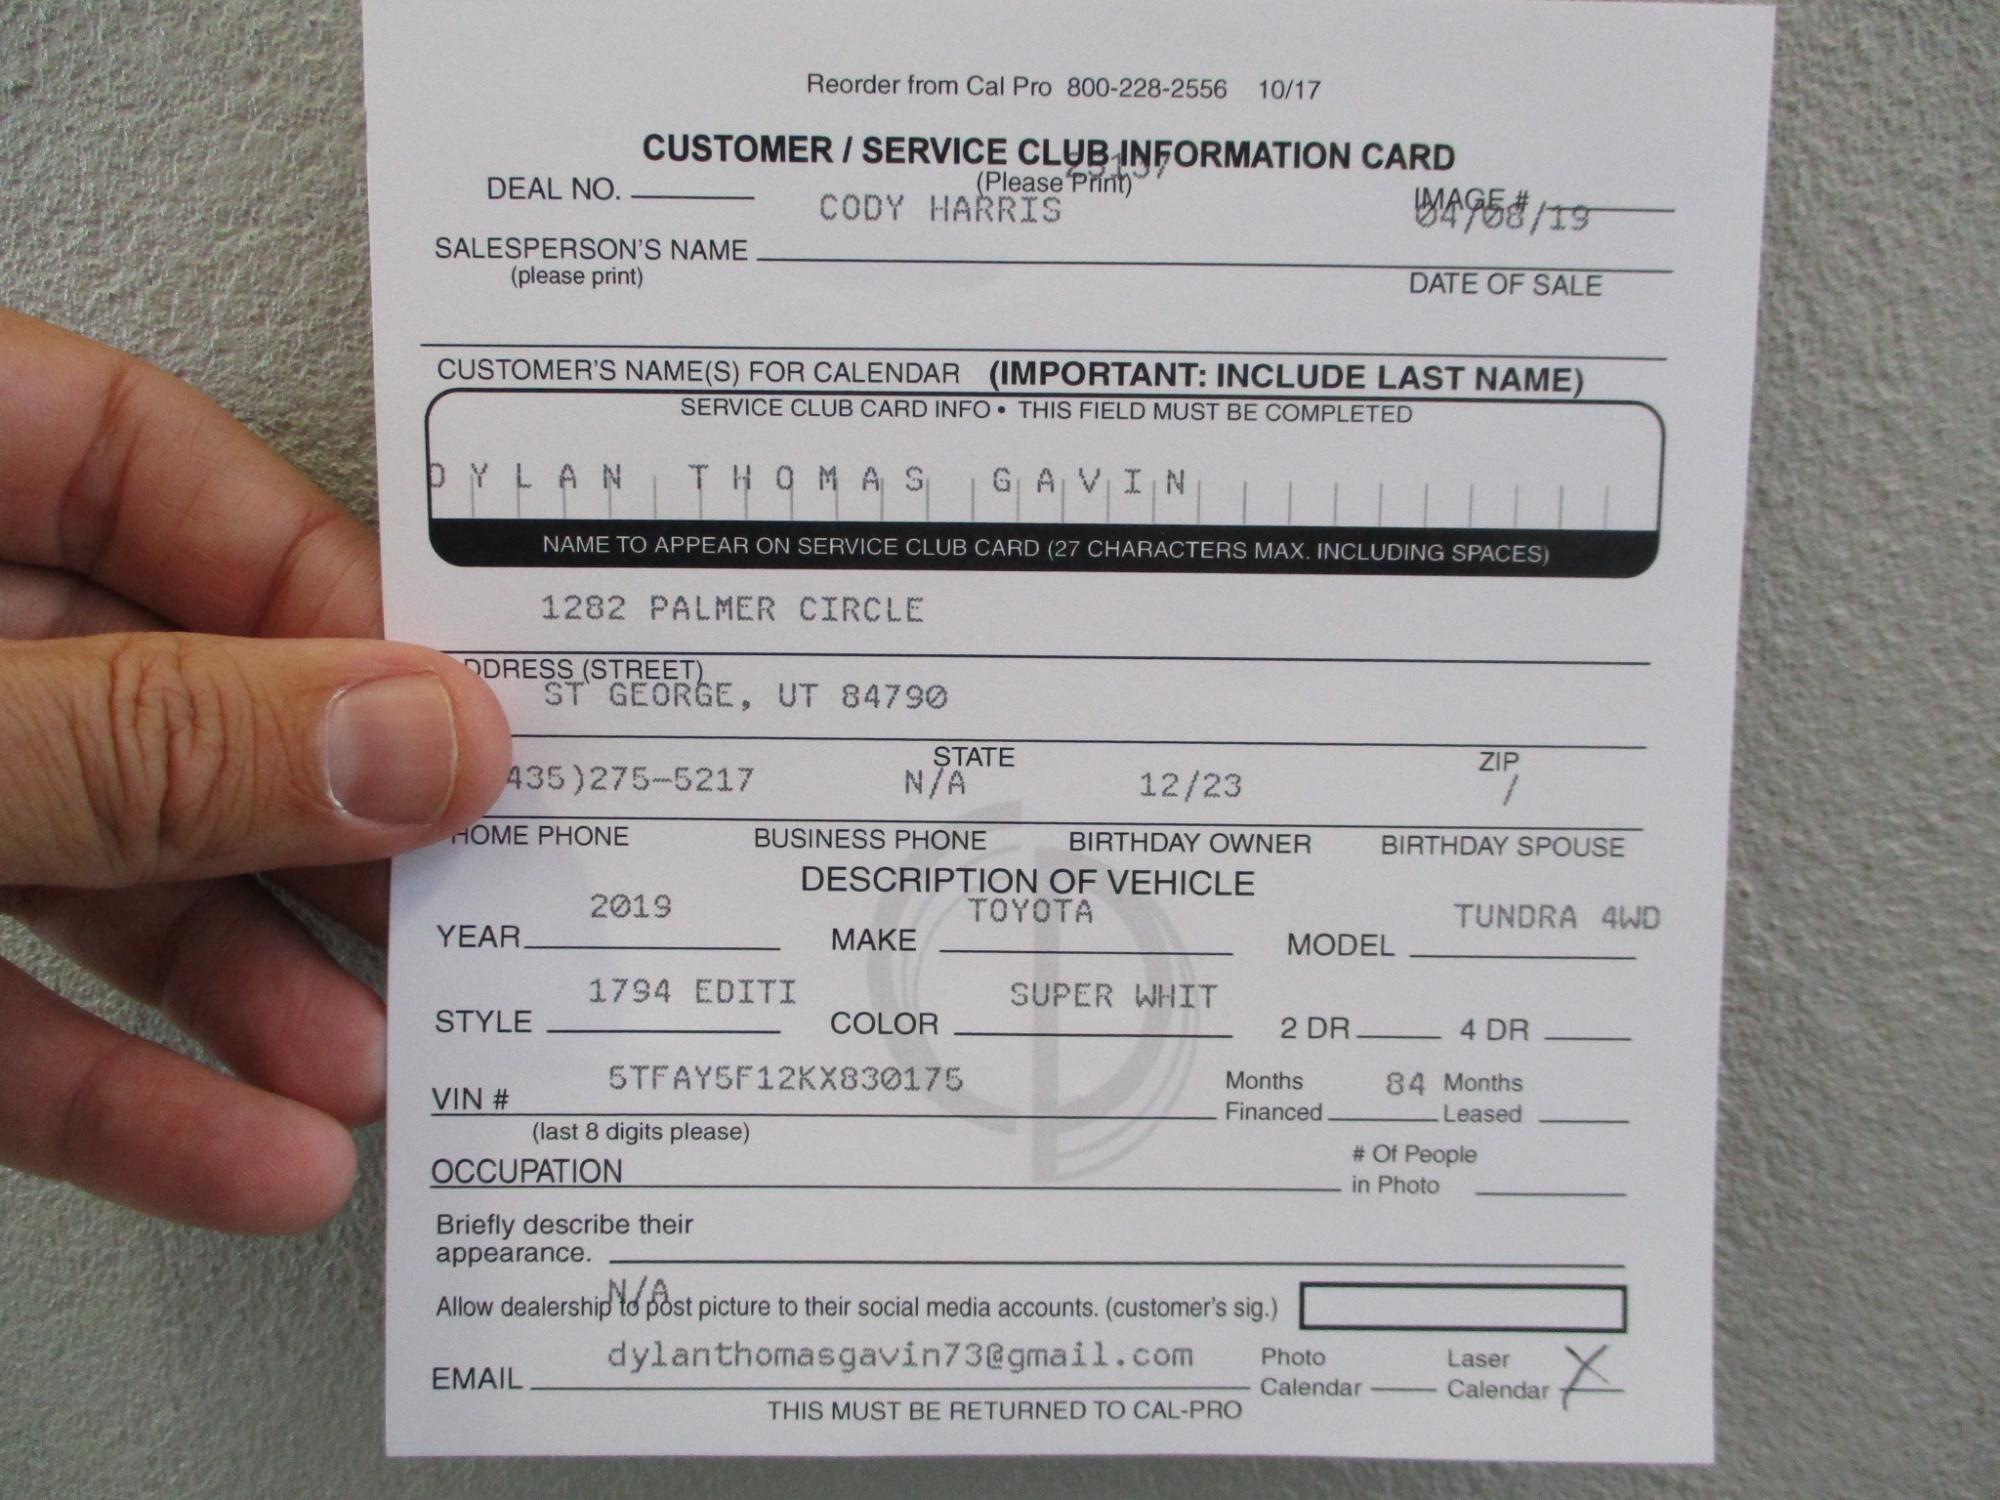 Reorder from Cal Pro 800-228-2556 10/17
CUSTOMER / SERVICE CLUB INFORMATION CARD
25137
(Please Print)
DEAL NO. IMAGE #
CODY HARRIS 04/08/19
SALESPERSON'S NAME
(please print) DATE OF SALE
CUSTOMER'S NAME(S) FOR CALENDAR (IMPORTANT: INCLUDE LAST NAME)
SERVICE CLUB CARD INFO • THIS FIELD MUST BE COMPLETED
DYLAN THOMAS GAVIN
NAME TO APPEAR ON SERVICE CLUB CARD (27 CHARACTERS MAX. INCLUDING SPACES)
1282 PALMER CIRCLE
DDRESS (STREET)
ST GEORGE, UT 84790
STATE ZIP
435)275-5217 N/A 12/23 /
HOME PHONE BUSINESS PHONE BIRTHDAY OWNER BIRTHDAY SPOUSE
DESCRIPTION OF VEHICLE
2019 TOYOTA TUNDRA 4WD
YEAR MAKE MODEL
1794 EDITI SUPER WHIT
STYLE COLOR 2 DR 4 DR
5TFAY5F12KX830175 Months 84 Months
VIN # Financed Leased
(last 8 digits please)
OCCUPATION # Of People
in Photo
Briefly describe their
appearance.
N/A
Allow dealership to post picture to their social media accounts. (customer's sig.)
dylanthomasgavin73@gmail.com Photo Laser X
EMAIL Calendar Calendar
THIS MUST BE RETURNED TO CAL-PRO